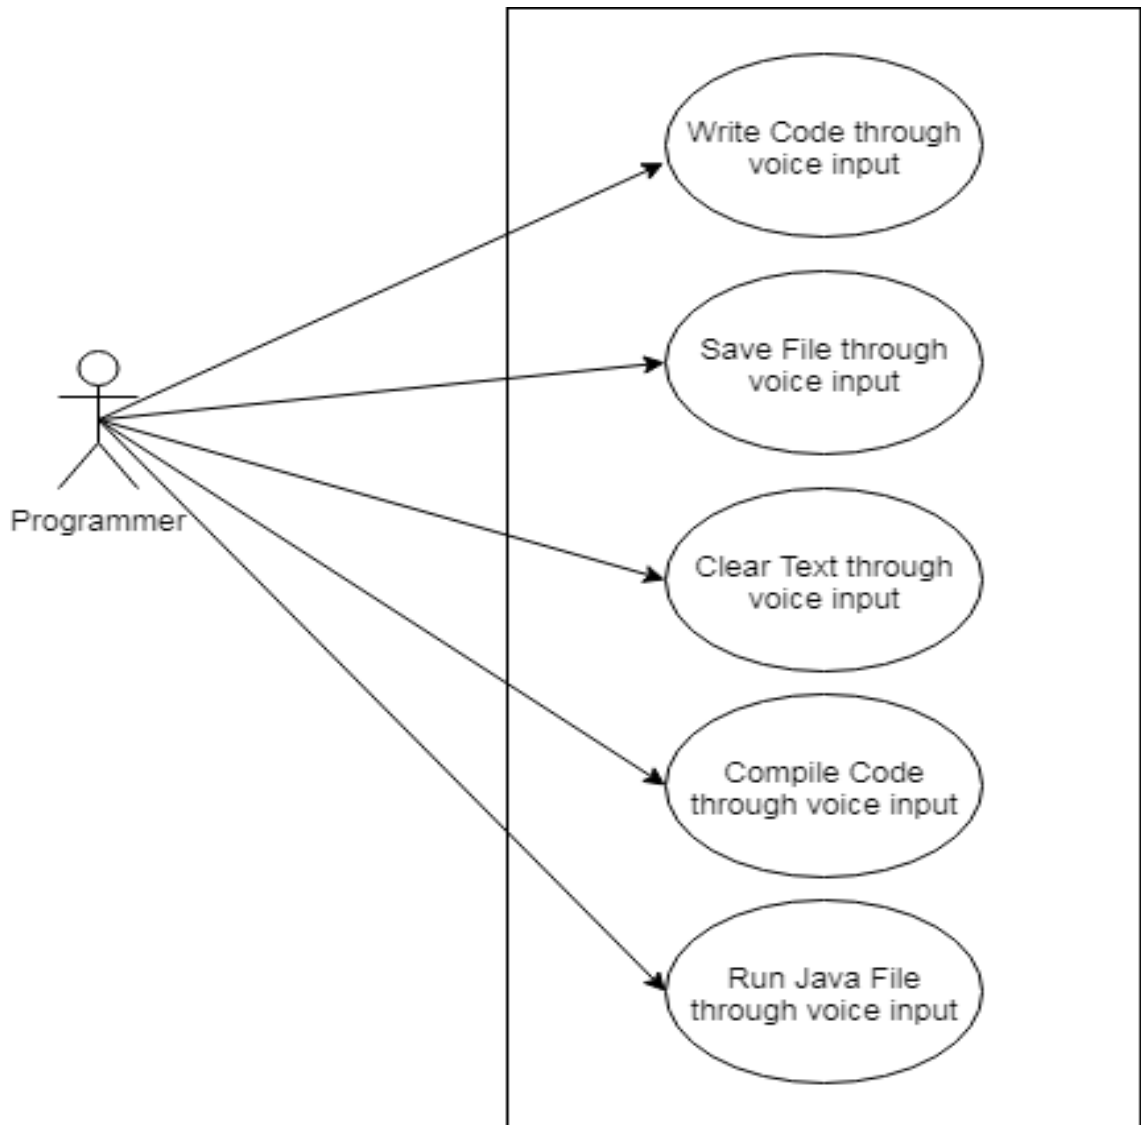 Write Code through
voice input
Save File through
voice input
Programmer
Clear Text through
voice input
Compile Code
through voice input
Run Java File
through voice input